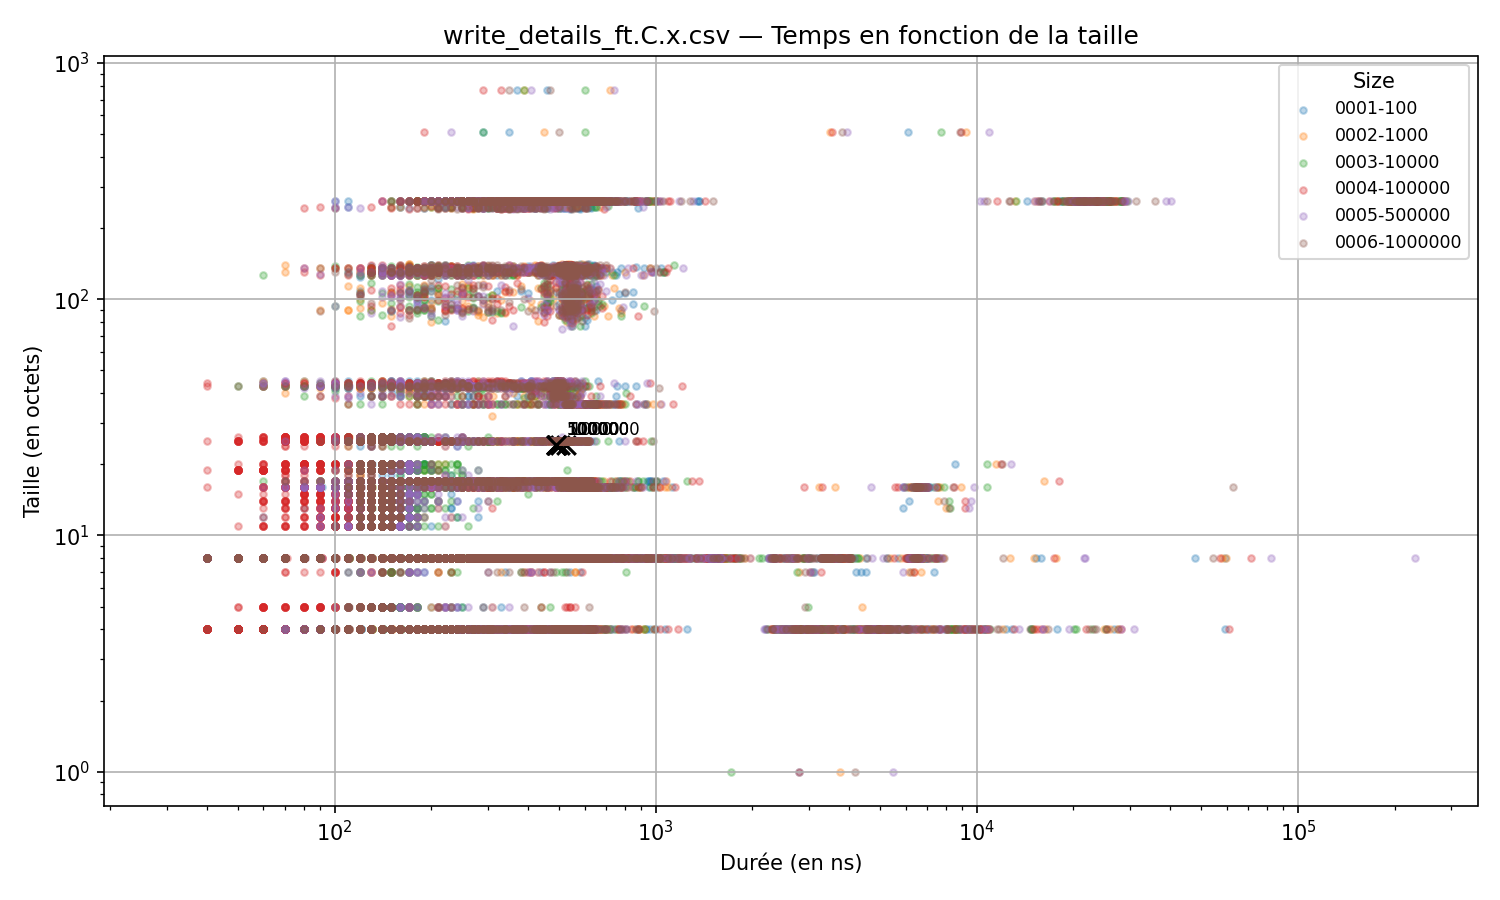 write_details_ft.C.x.csv — Temps en fonction de la taille
Taille (en octets)
10³
10²
10¹
10⁰
Size
0001-100
0002-1000
0003-10000
0004-100000
0005-500000
0006-1000000
10² 10³ 10⁴ 10⁵
Durée (en ns)